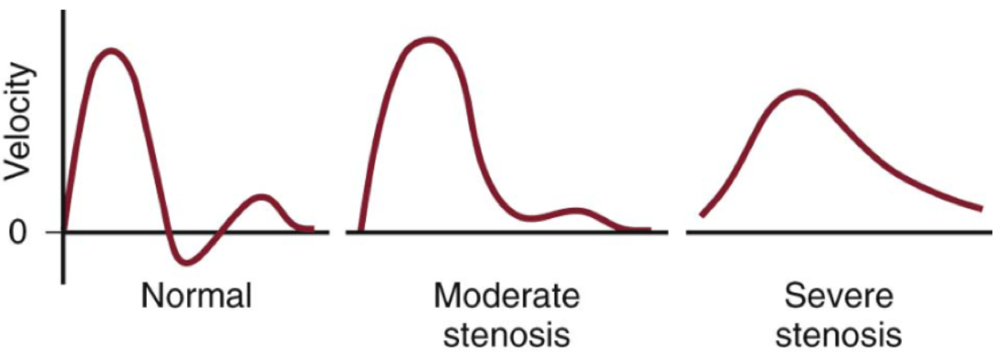 Velocity
0
Normal
Moderate
stenosis
Severe
stenosis